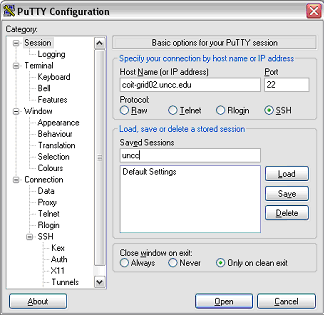 PuTTY Configuration
Category:
Session
Logging
Terminal
Keyboard
Bell
Features
Window
Appearance
Behaviour
Translation
Selection
Colours
Connection
Data
Proxy
Telnet
Rlogin
SSH
Kex
Auth
X11
Tunnels
Basic options for your PuTTY session
Specify your connection by host name or IP address
Host Name (or IP address) Port
coit-grid02.uncc.edu 22
Protocol:
Raw Telnet Rlogin SSH
Load, save or delete a stored session
Saved Sessions
uncc
Default Settings
Load
Save
Delete
Close window on exit:
Always Never Only on clean exit
About Open Cancel